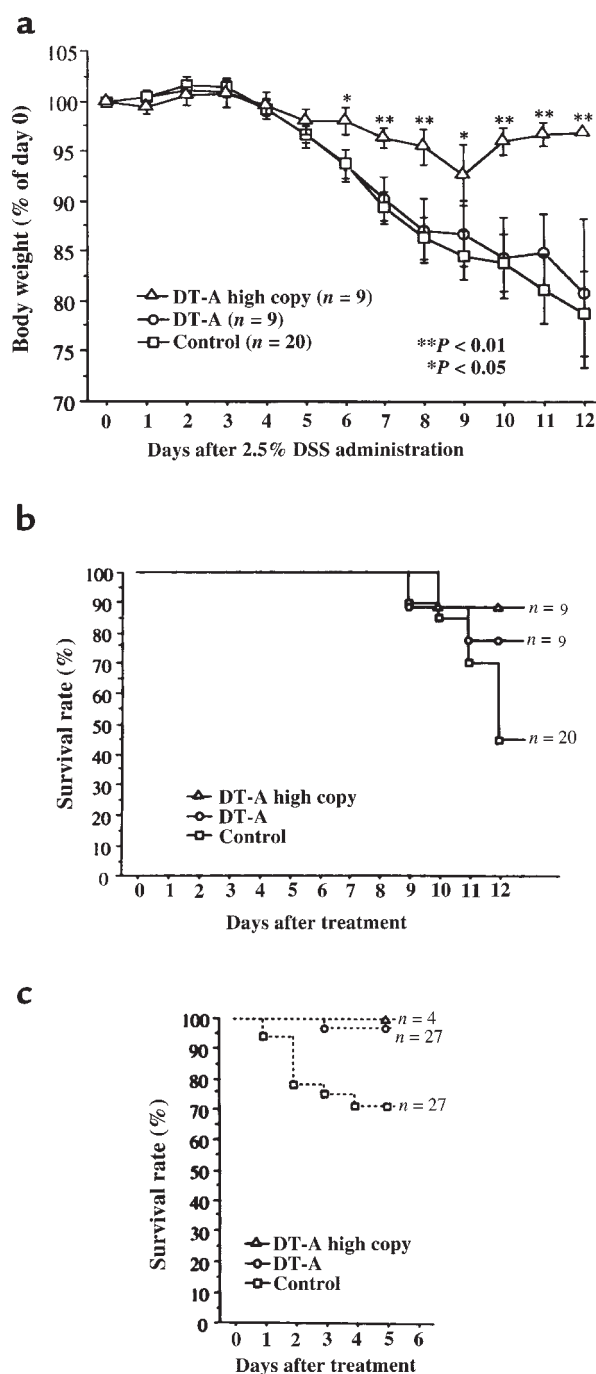 a
Body weight (% of day 0)
105
100
95
90
85
80
75
70
* ** ** * ** ** **
DT-A high copy (n = 9)
DT-A (n = 9)
Control (n = 20)
**P < 0.01
*P < 0.05
0 1 2 3 4 5 6 7 8 9 10 11 12
Days after 2.5% DSS administration
b
Survival rate (%)
100
90
80
70
60
50
40
30
20
10
0
n = 9
n = 9
n = 20
DT-A high copy
DT-A
Control
0 1 2 3 4 5 6 7 8 9 10 11 12
Days after treatment
c
Survival rate (%)
100
90
80
70
60
50
40
30
20
10
0
n = 4
n = 27
n = 27
DT-A high copy
DT-A
Control
0 1 2 3 4 5 6
Days after treatment